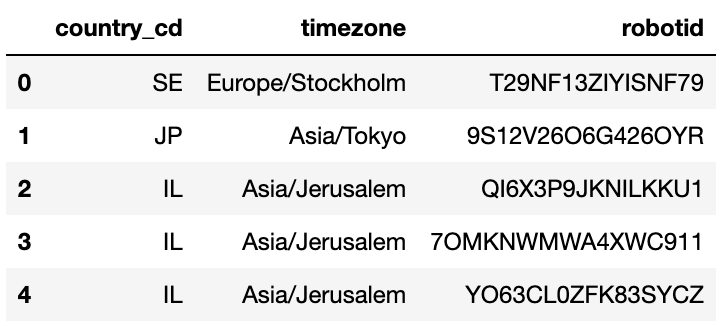 country_cd timezone robotid
0 SE Europe/Stockholm T29NF13ZIYISNF79
1 JP Asia/Tokyo 9S12V26O6G426OYR
2 IL Asia/Jerusalem QI6X3P9JKNILKKU1
3 IL Asia/Jerusalem 7OMKNWMWA4XWC911
4 IL Asia/Jerusalem YO63CL0ZFK83SYCZ